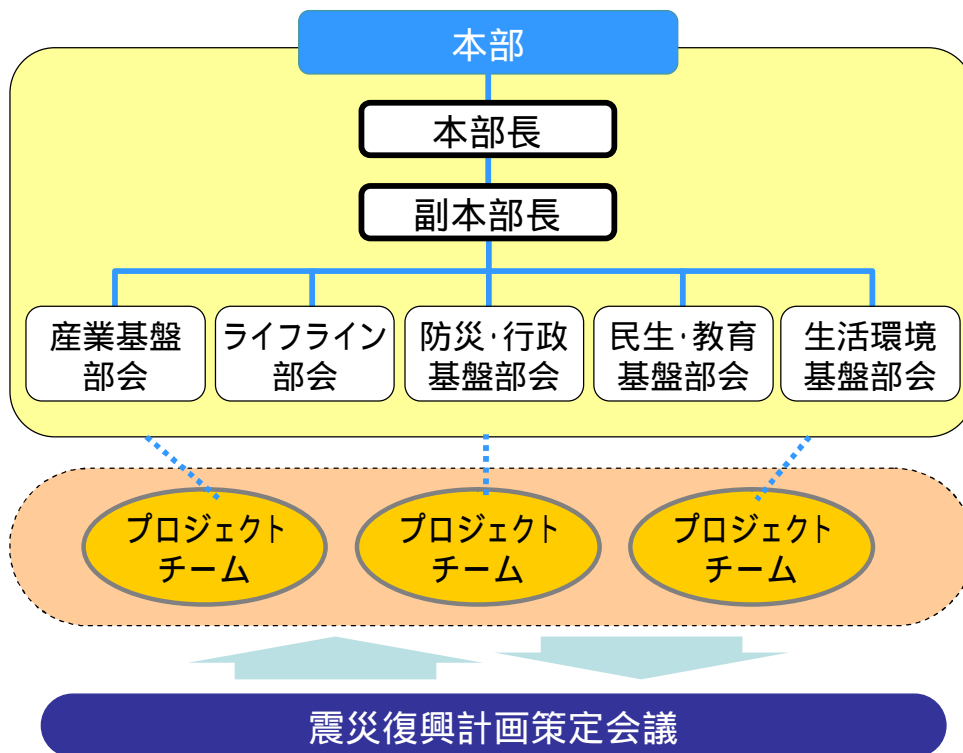 本部
本部長
副本部長
産業基盤
部会
ライフライン
部会
防災・行政
基盤部会
民生・教育
基盤部会
生活環境
基盤部会
プロジェクト
チーム
プロジェクト
チーム
プロジェクト
チーム
震災復興計画策定会議